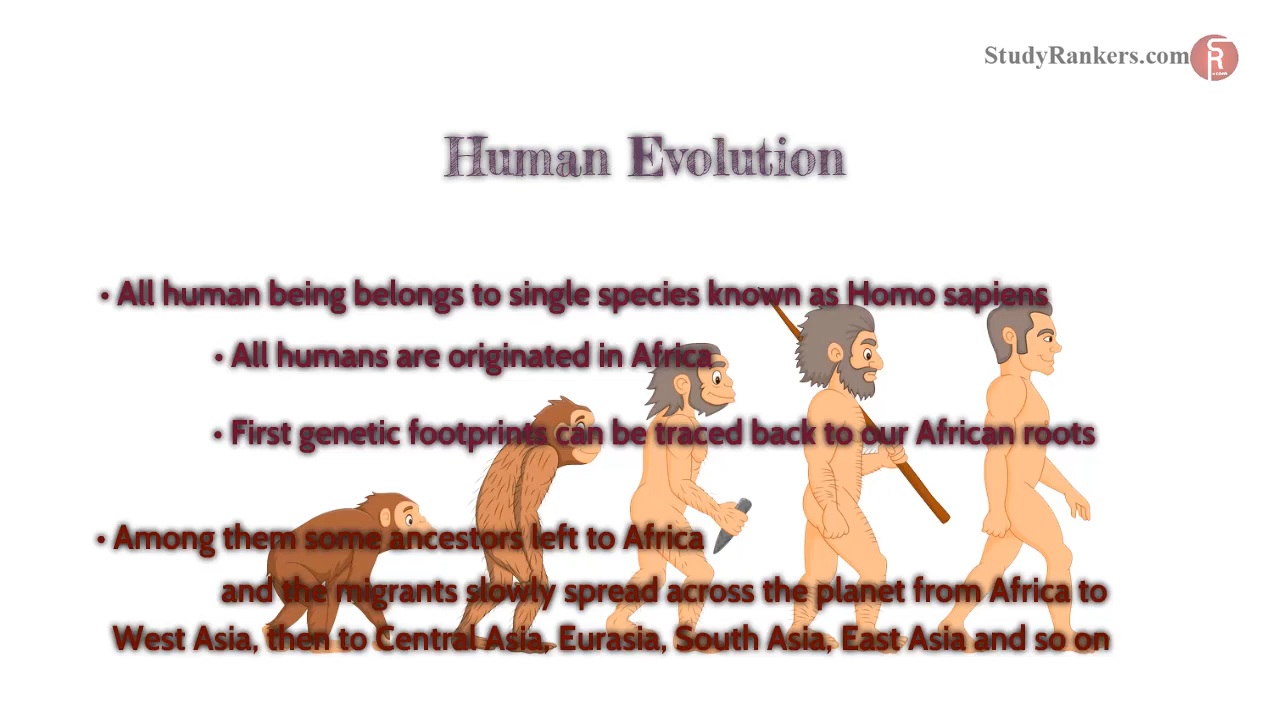 StudyRankers.com
SR
.com
Human Evolution
• All human being belongs to single species known as Homo sapiens
• All humans are originated in Africa
• First genetic footprints can be traced back to our African roots
• Among them some ancestors left to Africa
and the migrants slowly spread across the planet from Africa to
West Asia, then to Central Asia, Eurasia, South Asia, East Asia and so on